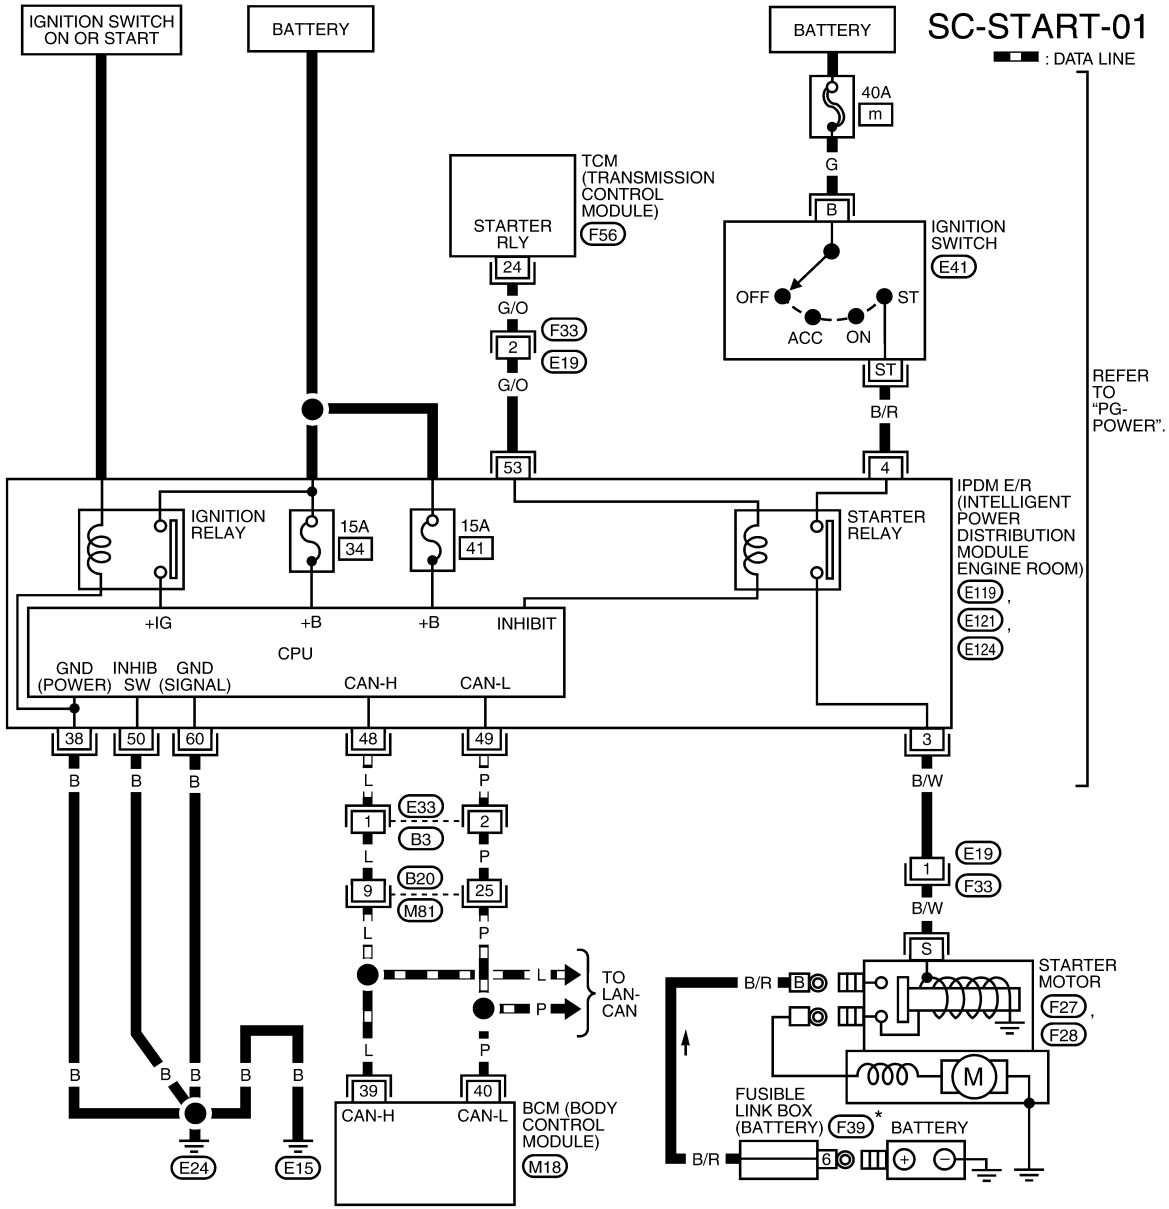 IGNITION SWITCH
ON OR START
BATTERY
BATTERY
SC-START-01
: DATA LINE
40A
m
G
B
TCM
(TRANSMISSION
CONTROL
MODULE)
F56
STARTER
RLY
24
G/O
F33
2
E19
G/O
53
IGNITION
SWITCH
E41
OFF
ST
ACC
ON
ST
B/R
4
REFER
TO
“PG-
POWER”.
IGNITION
RELAY
15A
34
15A
41
STARTER
RELAY
IPDM E/R
(INTELLIGENT
POWER
DISTRIBUTION
MODULE
ENGINE ROOM)
E119 ,
E121 ,
E124
+IG
+B
+B
INHIBIT
CPU
GND
(POWER)
INHIB
SW
GND
(SIGNAL)
CAN-H
CAN-L
38
50
60
48
49
3
B
B
B
L
P
B/W
1
E33
B3
2
L
P
9
B20
M81
25
L
P
1
E19
F33
B/W
S
L
P
TO
LAN-
CAN
L
P
B
B
B
B
B
39
40
CAN-H
CAN-L
BCM (BODY
CONTROL
MODULE)
M18
E24
E15
B/R
B
STARTER
MOTOR
F27 ,
F28
M
FUSIBLE
LINK BOX
(BATTERY)
F39
*
BATTERY
B/R
6
+
−